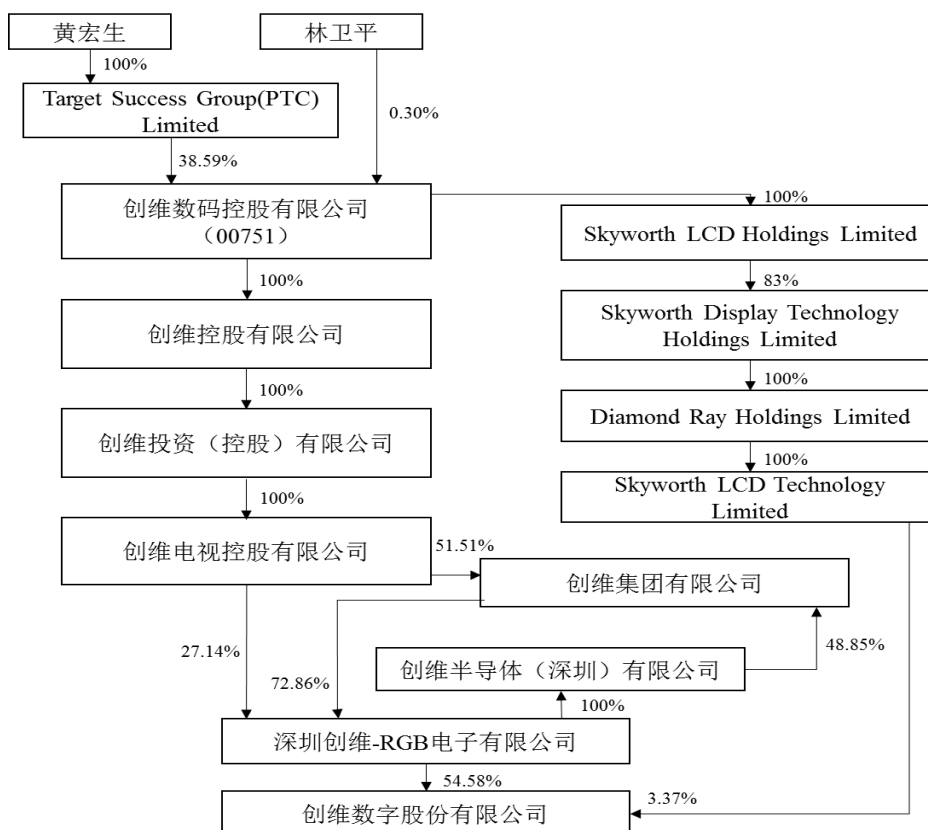 黄宏生
林卫平
100%
Target Success Group(PTC)
Limited
0.30%
38.59%
创维数码控股有限公司
（00751）
100%
Skyworth LCD Holdings Limited
100%
83%
创维控股有限公司
Skyworth Display Technology
Holdings Limited
100%
100%
创维投资（控股）有限公司
Diamond Ray Holdings Limited
100%
100%
Skyworth LCD Technology
Limited
创维电视控股有限公司
51.51%
创维集团有限公司
27.14%
72.86%
创维半导体（深圳）有限公司
48.85%
100%
深圳创维-RGB电子有限公司
54.58%
3.37%
创维数字股份有限公司